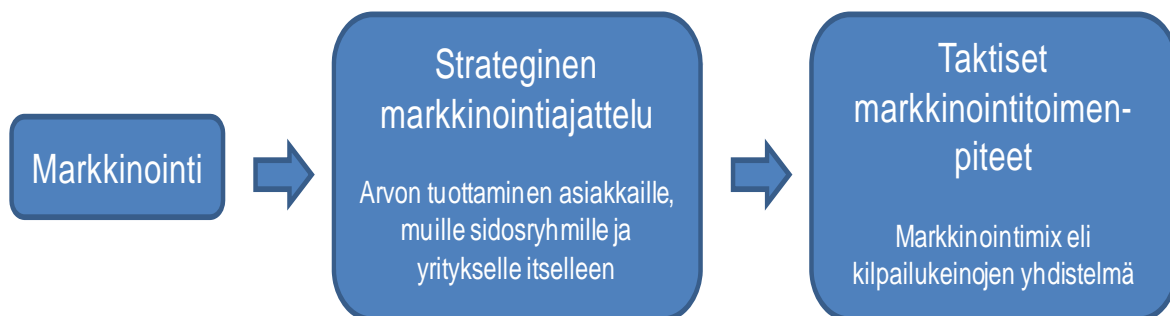 Markkinointi
Strateginen
markkinointiajattelu
Arvon tuottaminen asiakkaille,
muille sidosryhmille ja
yritykselle itselleen
Taktiset
markkinointitoimen-
piteet
Markkinointimix eli
kilpailukeinojen yhdistelmä